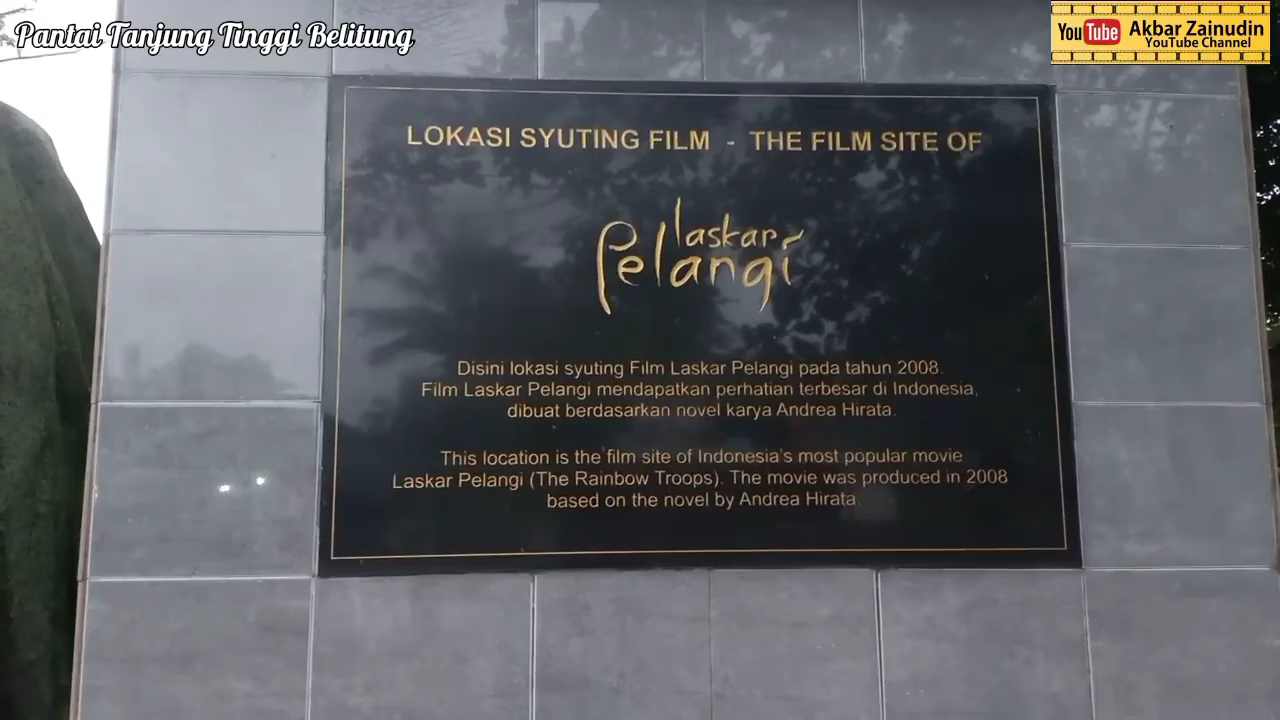 Pantai Tanjung Tinggi Belitung
YouTube Akbar Zainudin
YouTube Channel
LOKASI SYUTING FILM - THE FILM SITE OF
laskar
Pelangi
Disini lokasi syuting Film Laskar Pelangi pada tahun 2008.
Film Laskar Pelangi mendapatkan perhatian terbesar di Indonesia,
dibuat berdasarkan novel karya Andrea Hirata.
This location is the film site of Indonesia's most popular movie
Laskar Pelangi (The Rainbow Troops). The movie was produced in 2008
based on the novel by Andrea Hirata.